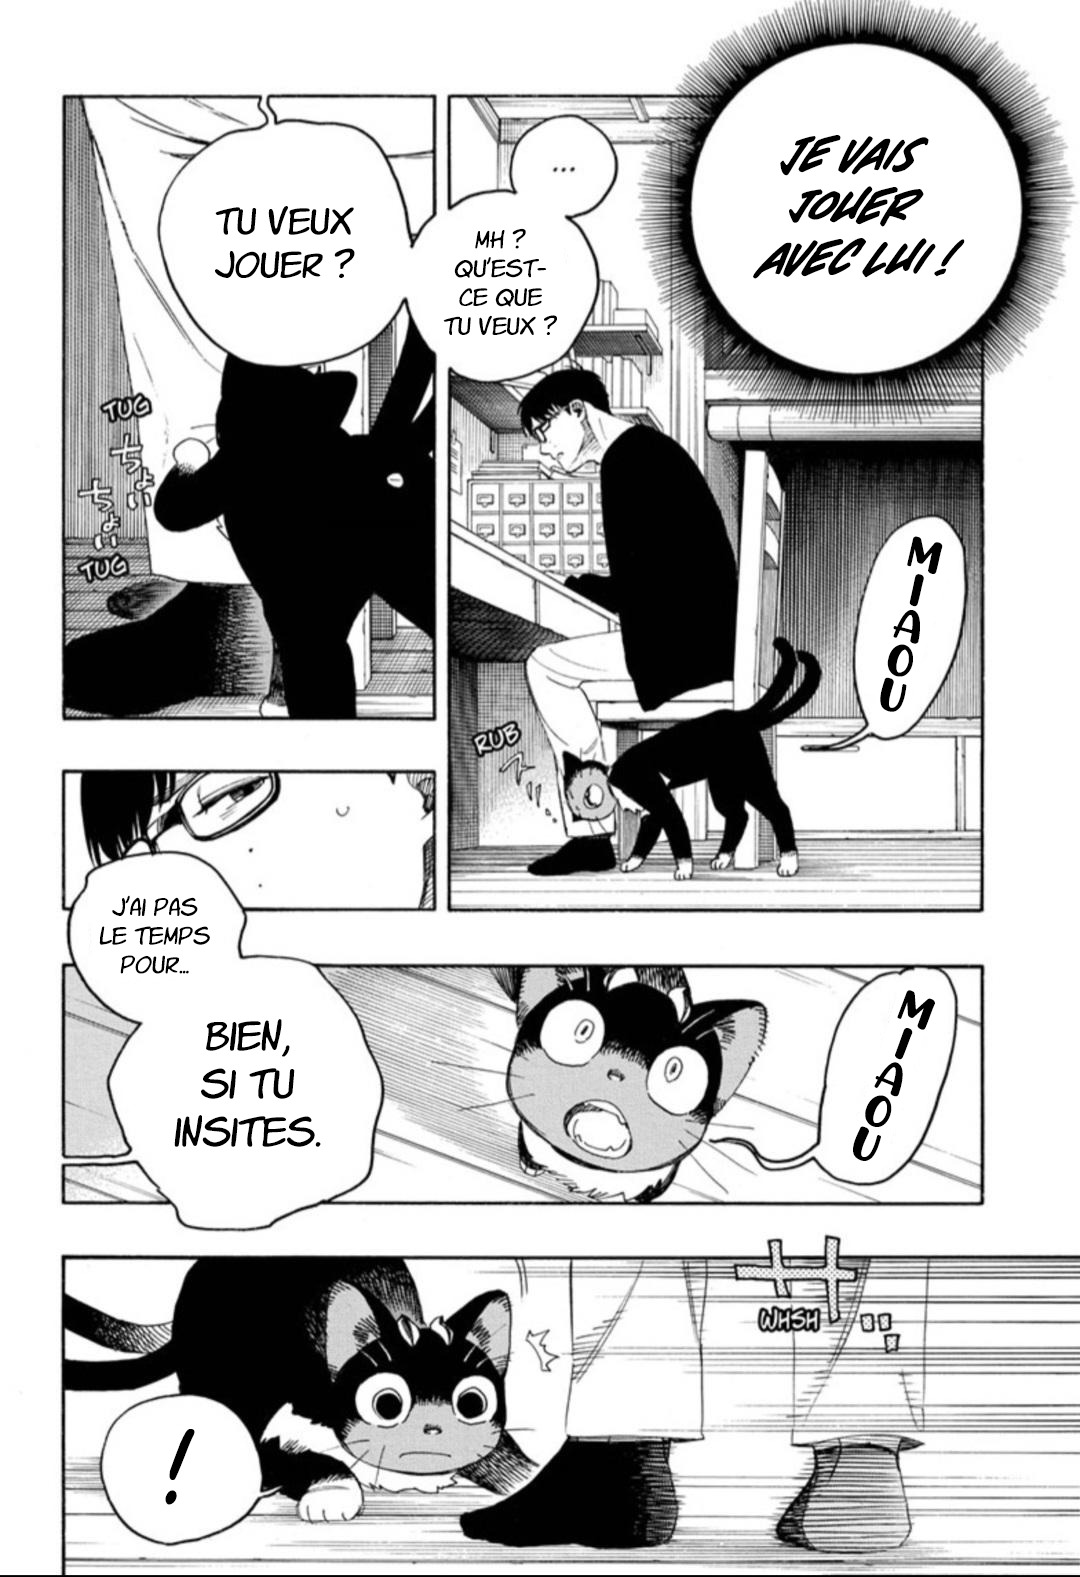 JE VAIS
JOUER
AVEC LUI !
...
MH ?
QU'EST-
CE QUE
TU VEUX ?
MIAOU
RUB
TU VEUX
JOUER ?
TUG
ちょい
ちょい
TUG
J'AI PAS
LE TEMPS
POUR...
BIEN,
SI TU
INSITES.
MIAOU
サ
WHSH
!